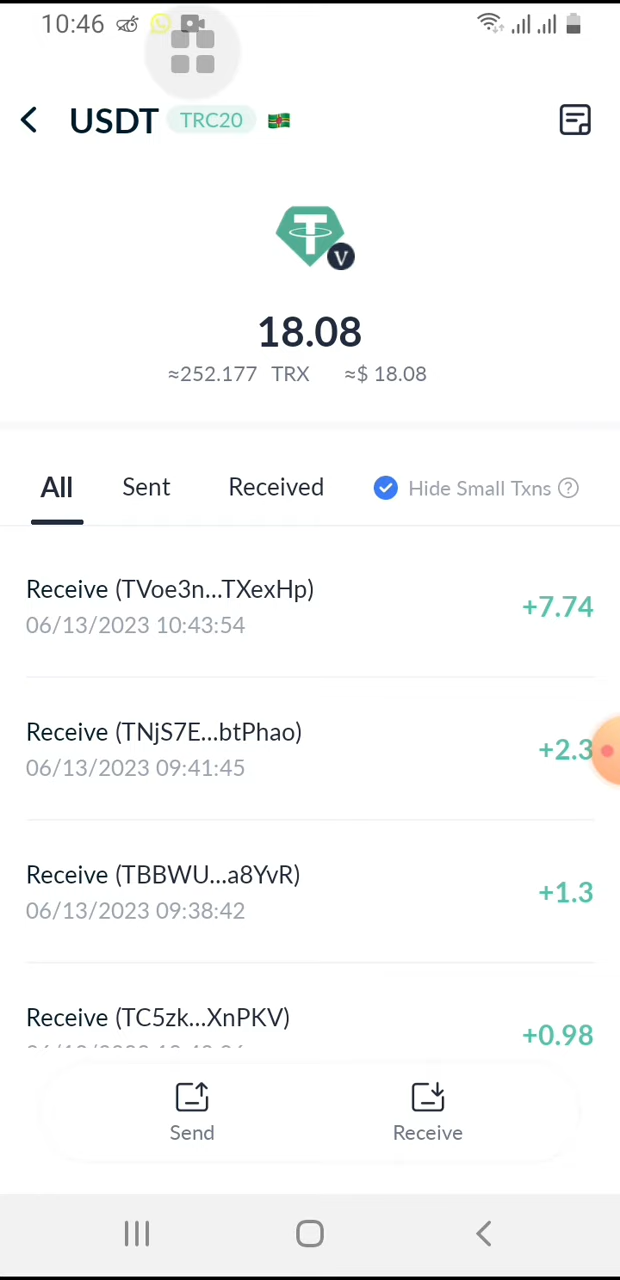 10:46
USDT TRC20
T
V
18.08
≈252.177 TRX ≈$ 18.08
All Sent Received Hide Small Txns ?
Receive (TVoe3n...TXexHp)
+7.74
06/13/2023 10:43:54
Receive (TNjS7E...btPhao)
+2.3
06/13/2023 09:41:45
Receive (TBBWU...a8YvR)
+1.3
06/13/2023 09:38:42
Receive (TC5zk...XnPKV)
+0.98
Send Receive